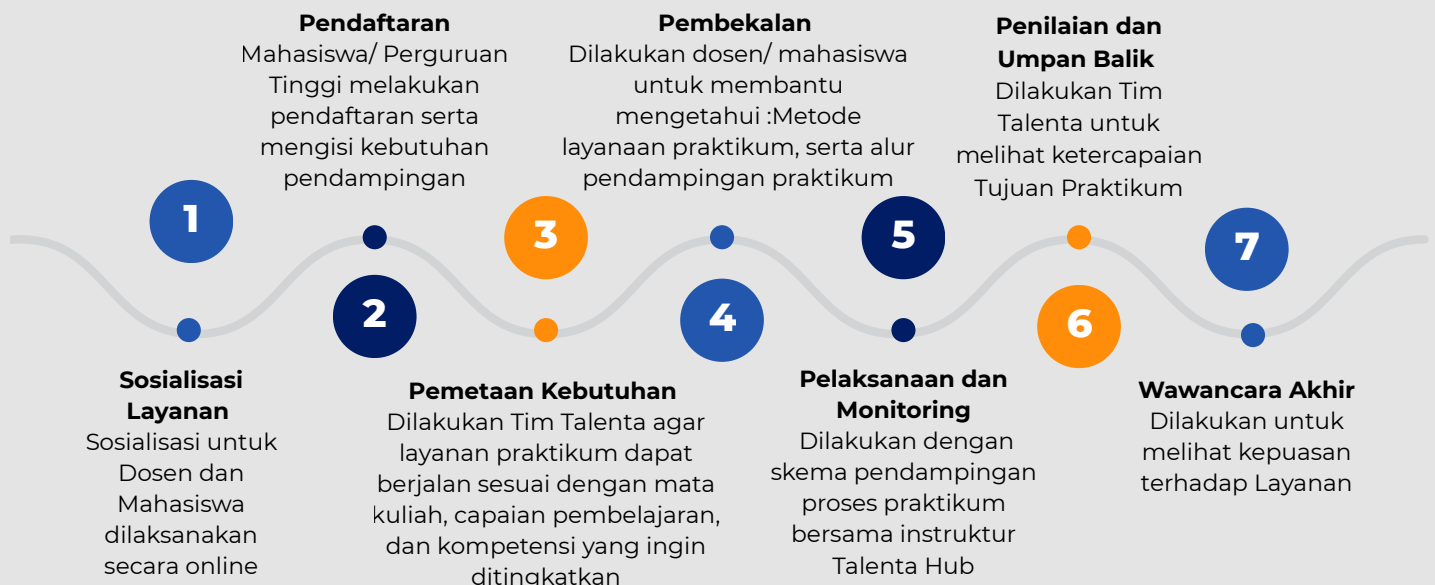 1
Sosialisasi
Layanan
Sosialisasi untuk
Dosen dan
Mahasiswa
dilaksanakan
secara online
Pendaftaran
Mahasiswa/ Perguruan
Tinggi melakukan
pendaftaran serta
mengisi kebutuhan
pendampingan
2
3
Pemetaan Kebutuhan
Dilakukan Tim Talenta agar
layanan praktikum dapat
berjalan sesuai dengan mata
kuliah, capaian pembelajaran,
dan kompetensi yang ingin
ditingkatkan
Pembekalan
Dilakukan dosen/ mahasiswa
untuk membantu
mengetahui :Metode
layanaan praktikum, serta alur
pendampingan praktikum
4
5
Pelaksanaan dan
Monitoring
Dilakukan dengan
skema pendampingan
proses praktikum
bersama instruktur
Talenta Hub
Penilaian dan
Umpan Balik
Dilakukan Tim
Talenta untuk
melihat ketercapaian
Tujuan Praktikum
6
7
Wawancara Akhir
Dilakukan untuk
melihat kepuasan
terhadap Layanan